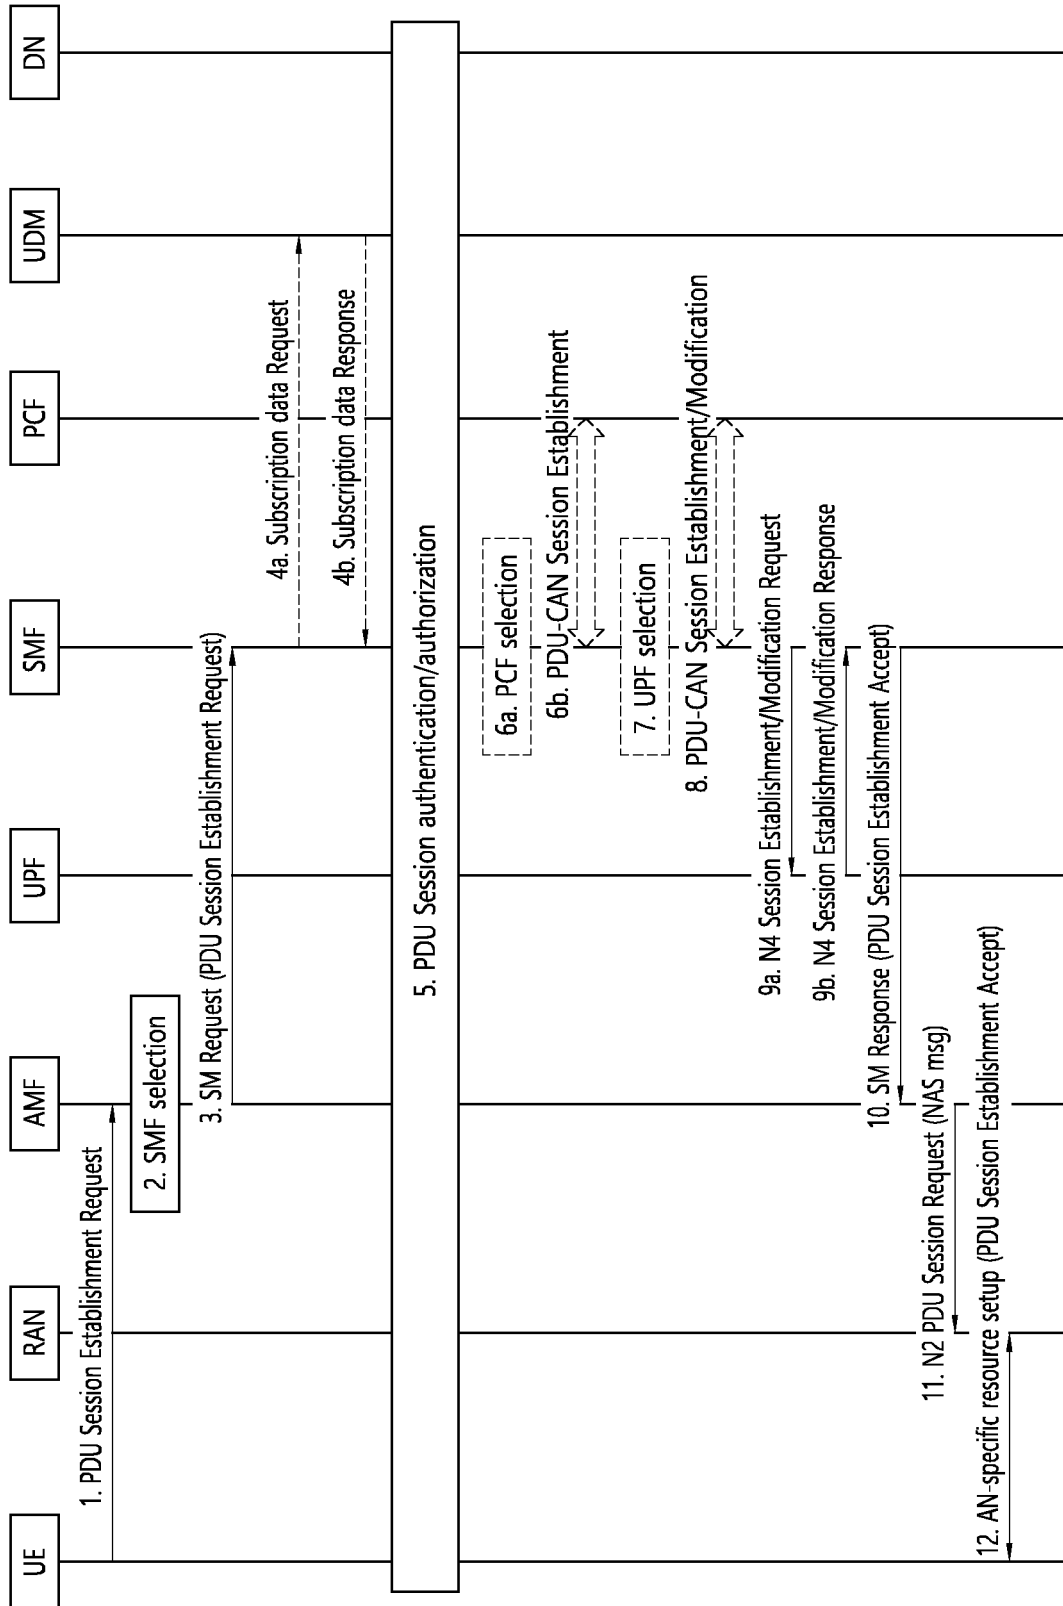 UE
RAN
AMF
UPF
SMF
PCF
UDM
DN
1. PDU Session Establishment Request
2. SMF selection
3. SM Request (PDU Session Establishment Request)
4a. Subscription data Request
4b. Subscription data Response
5. PDU Session authentication/authorization
6a. PCF selection
6b. PDU-CAN Session Establishment
7. UPF selection
8. PDU-CAN Session Establishment/Modification
9a. N4 Session Establishment/Modification Request
9b. N4 Session Establishment/Modification Response
10. SM Response (PDU Session Establishment Accept)
11. N2 PDU Session Request (NAS msg)
12. AN-specific resource setup (PDU Session Establishment Accept)